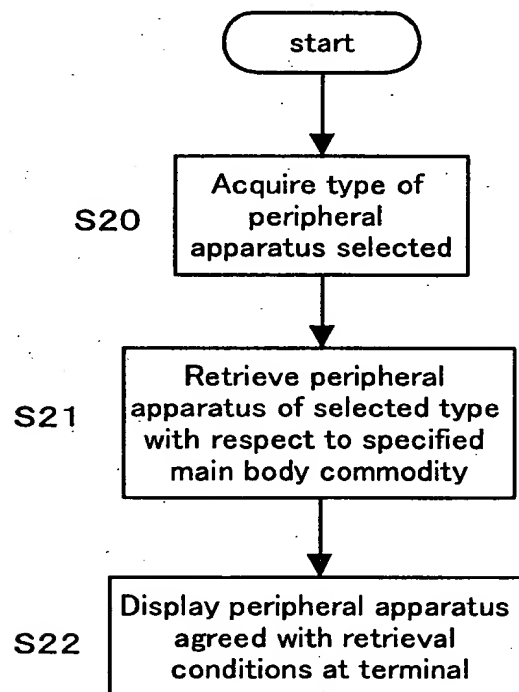 start
S20
Acquire type of
peripheral
apparatus selected
S21
Retrieve peripheral
apparatus of selected type
with respect to specified
main body commodity
S22
Display peripheral apparatus
agreed with retrieval
conditions at terminal